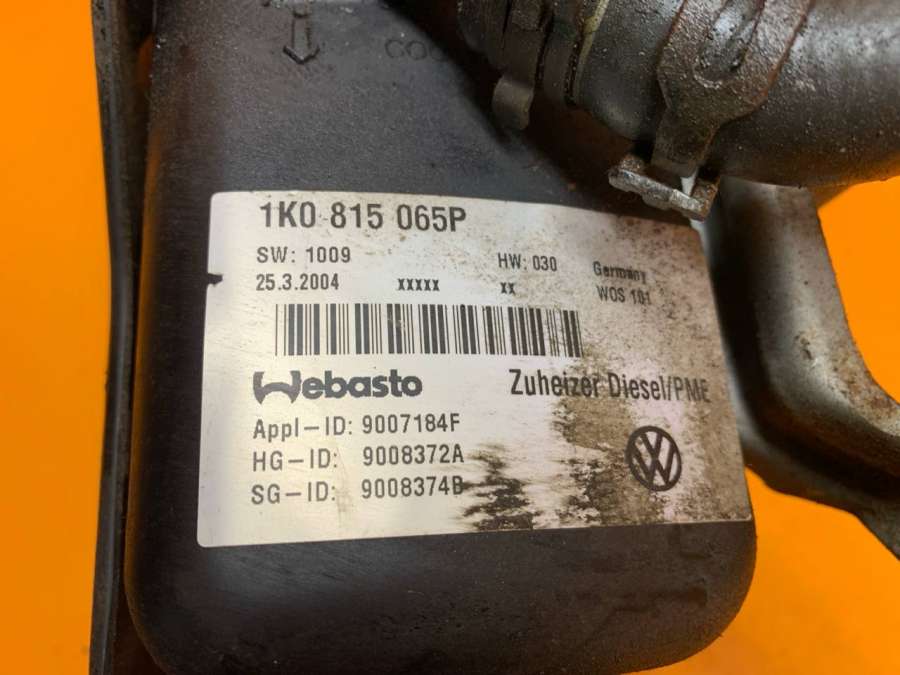 1K0 815 065P
SW: 1009 HW: 030 Germany
25.3.2004 xxxxx xx WOS 101
Webasto Zuheizer Diesel/PME
Appl-ID: 9007184F
HG-ID: 9008372A
SG-ID: 9008374B
VW